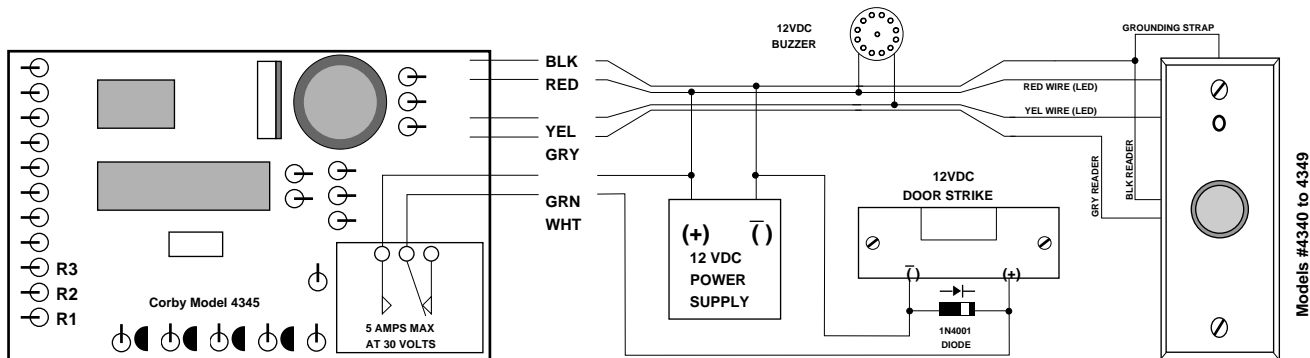 R3
R2
R1
Corby Model 4345
5 AMPS MAX
AT 30 VOLTS
BLK
RED
YEL
GRY
GRN
WHT
12VDC
BUZZER
(+) (-)
12 VDC
POWER
SUPPLY
12VDC
DOOR STRIKE
(-) (+)
1N4001
DIODE
GROUNDING STRAP
RED WIRE (LED)
YEL WIRE (LED)
GRY READER
BLK READER
Models #4340 to 4349